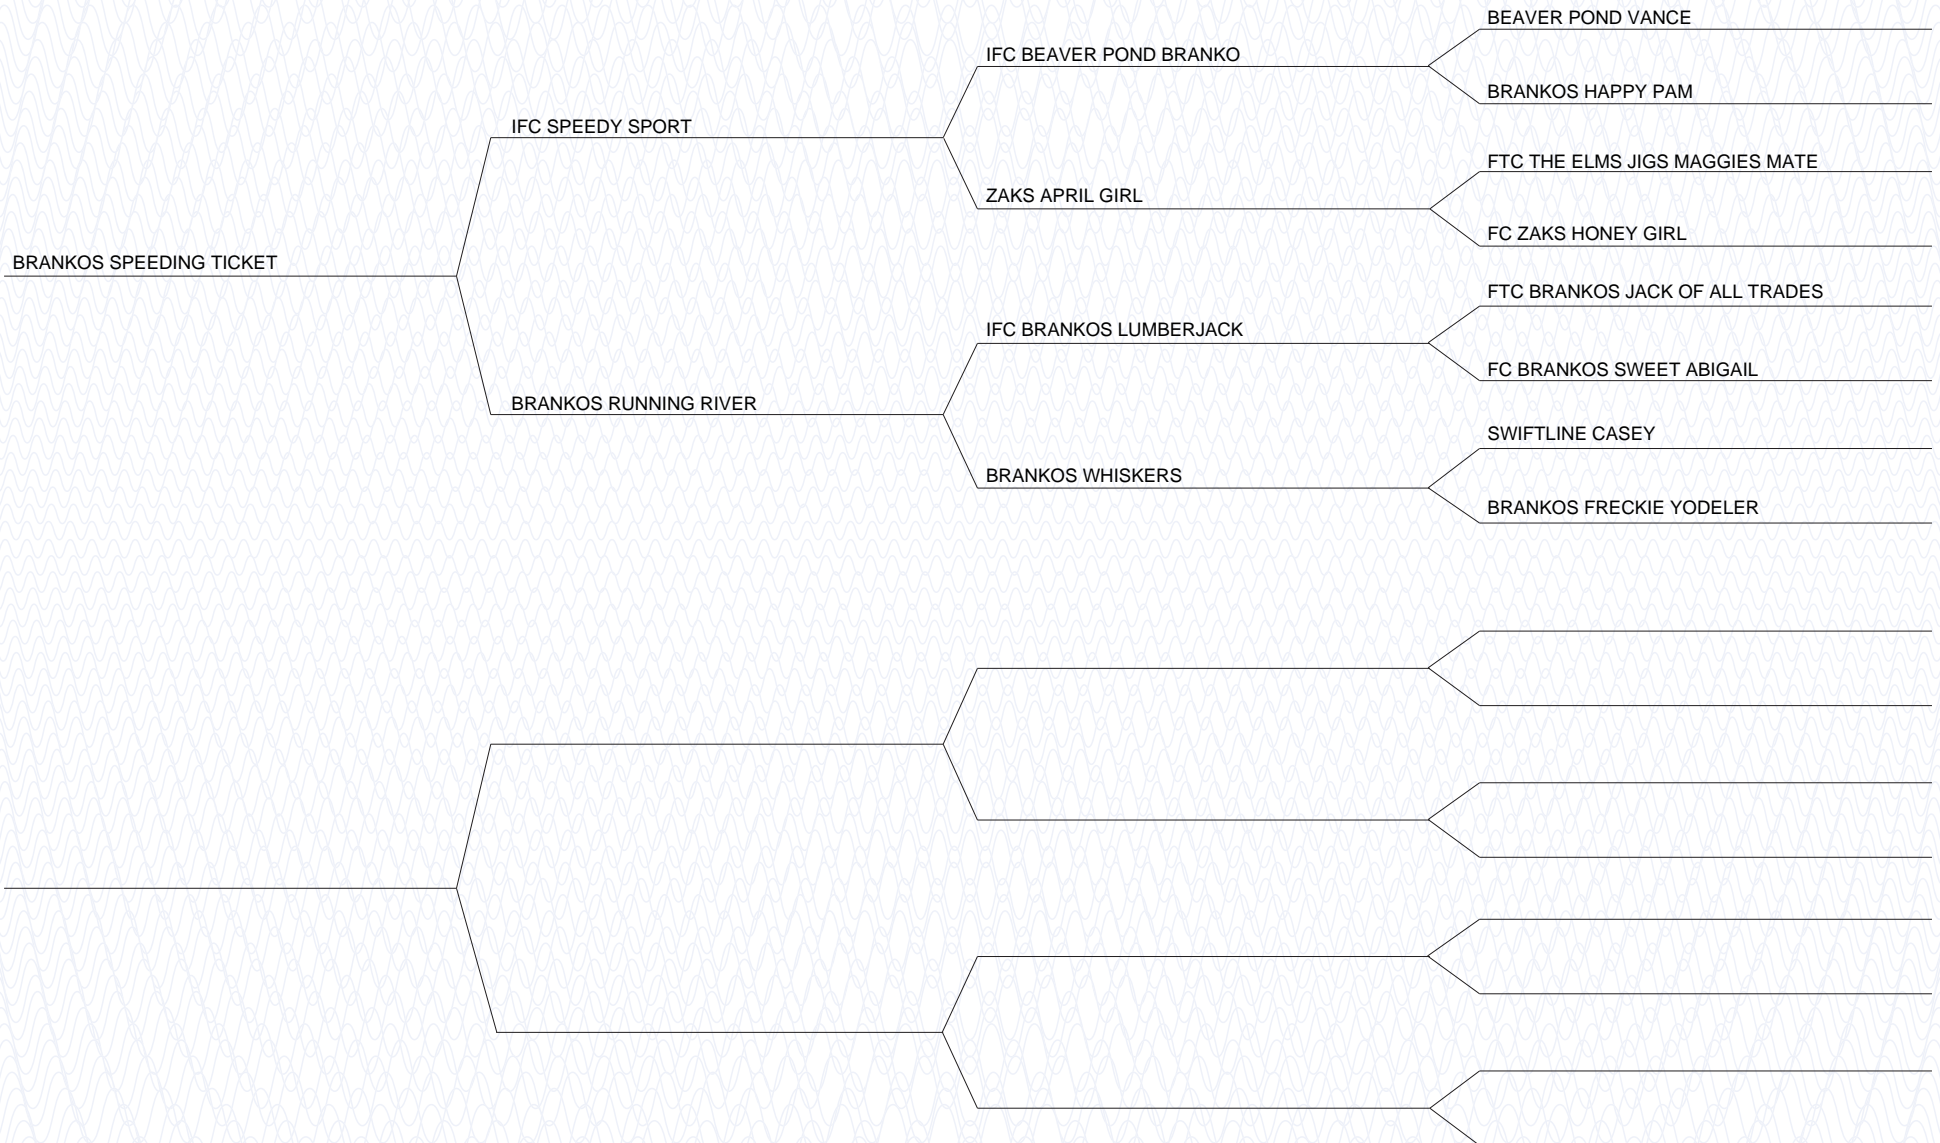 BEAVER POND VANCE
IFC BEAVER POND BRANKO
BRANKOS HAPPY PAM
IFC SPEEDY SPORT
FTC THE ELMS JIGS MAGGIES MATE
ZAKS APRIL GIRL
FC ZAKS HONEY GIRL
BRANKOS SPEEDING TICKET
FTC BRANKOS JACK OF ALL TRADES
IFC BRANKOS LUMBERJACK
FC BRANKOS SWEET ABIGAIL
BRANKOS RUNNING RIVER
SWIFTLINE CASEY
BRANKOS WHISKERS
BRANKOS FRECKIE YODELER